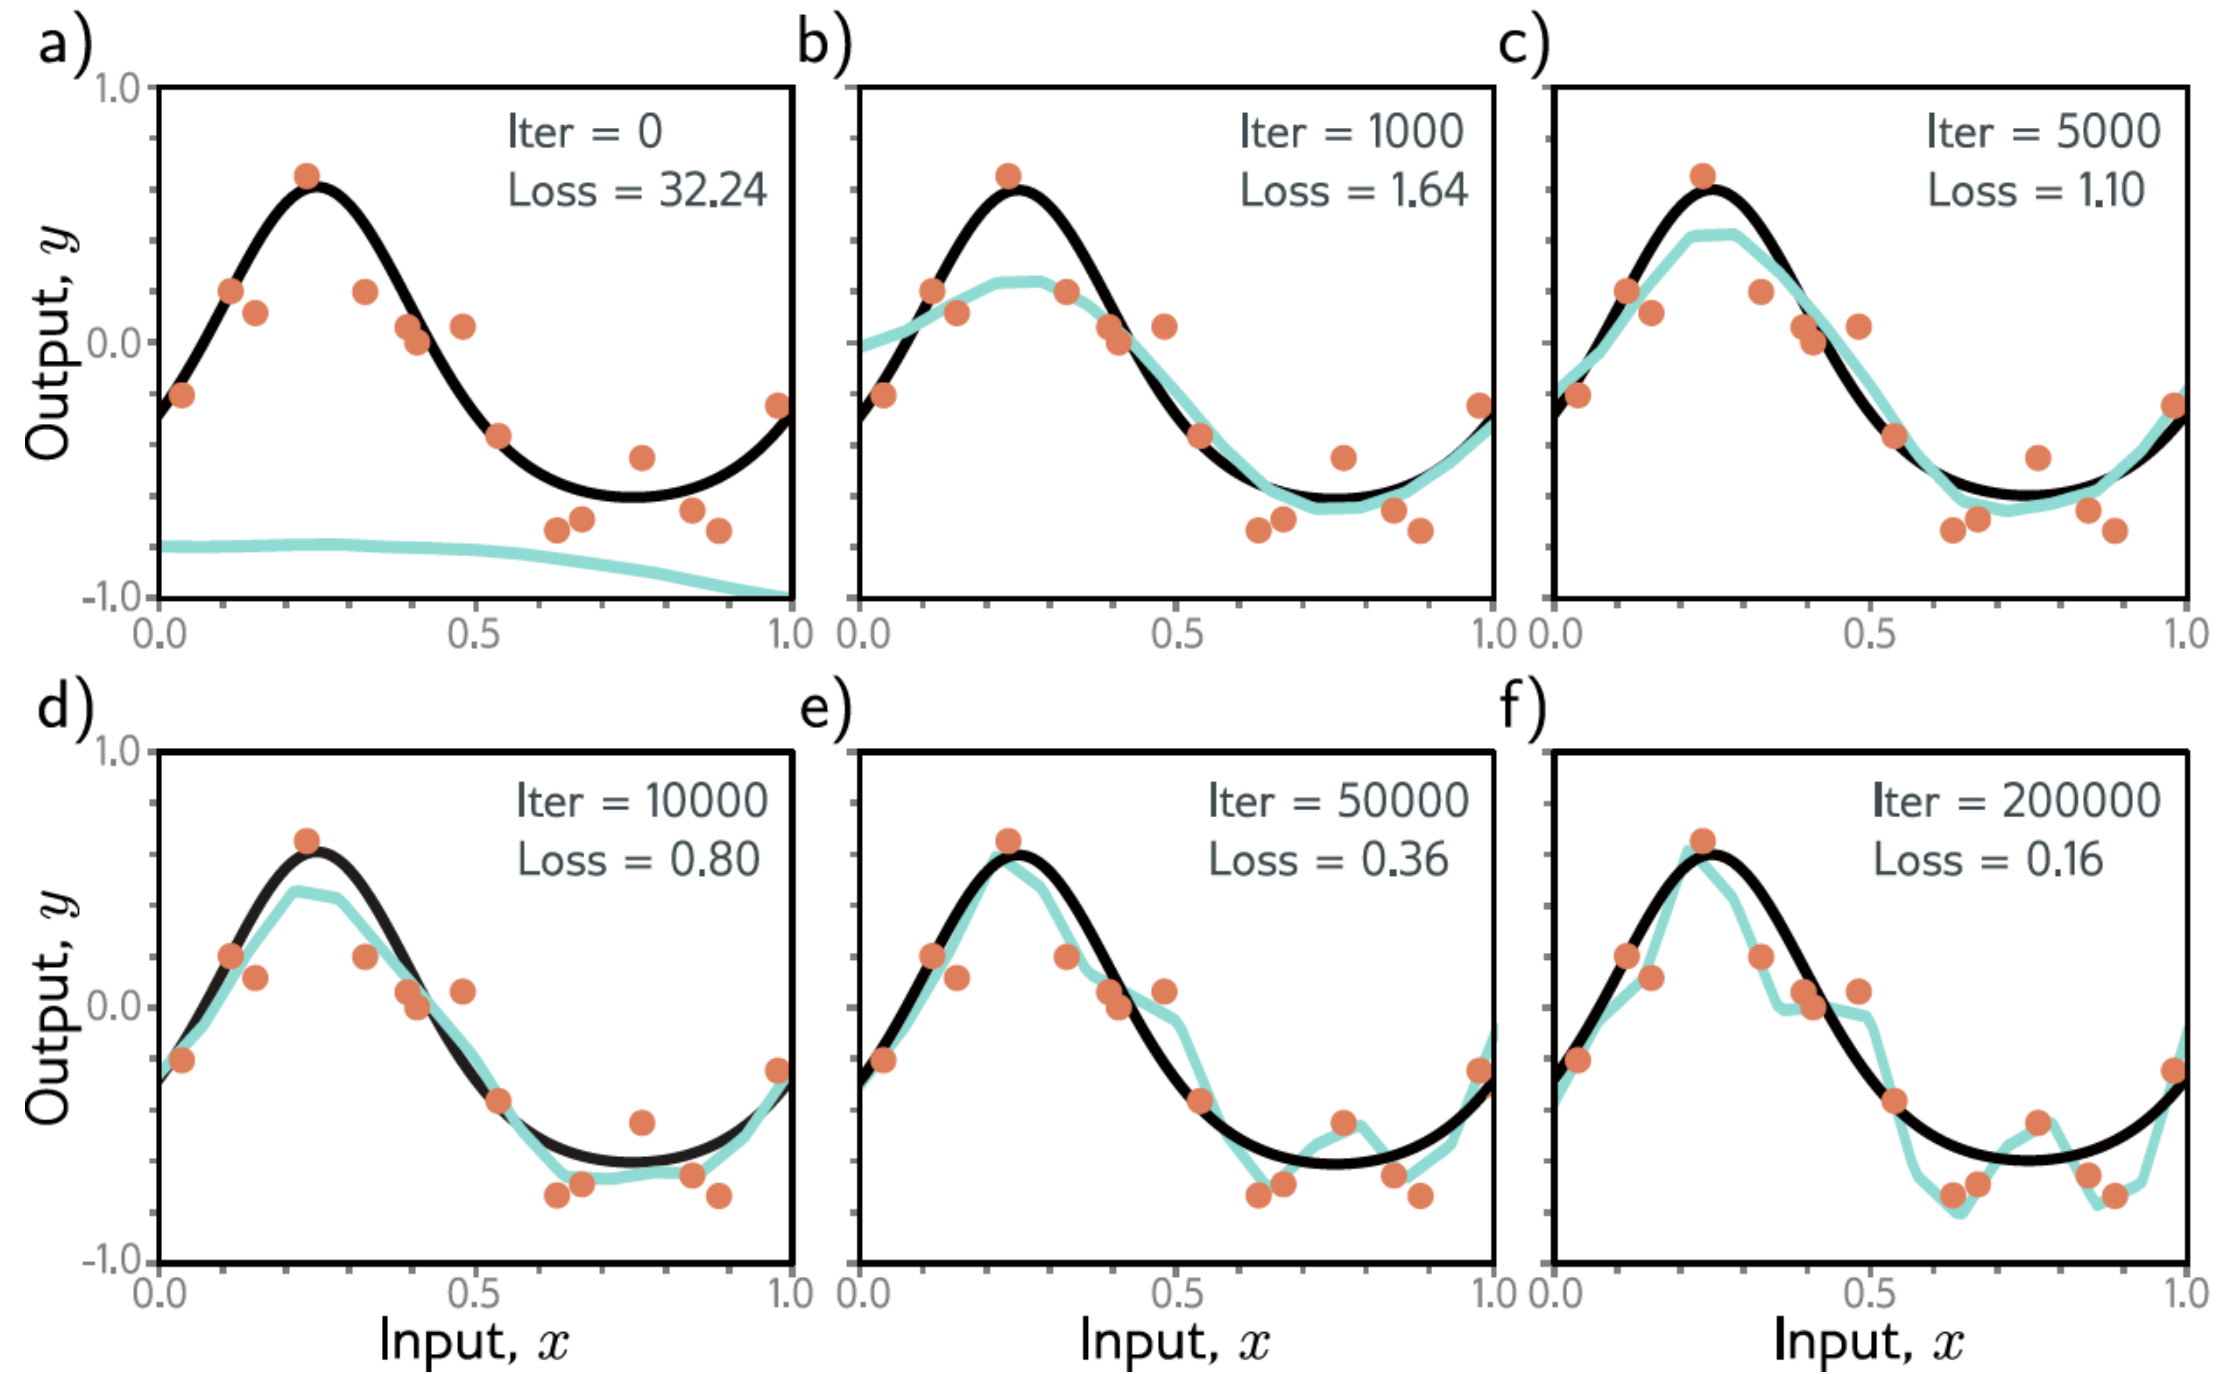 a)
1.0
0.0
-1.0
Output, y
Iter = 0
Loss = 32.24
0.0 0.5 1.0
b)
Iter = 1000
Loss = 1.64
0.0 0.5 1.0
c)
Iter = 5000
Loss = 1.10
0.0 0.5 1.0
d)
1.0
0.0
-1.0
Output, y
Iter = 10000
Loss = 0.80
0.0 0.5 1.0
Input, x
e)
Iter = 50000
Loss = 0.36
0.0 0.5 1.0
Input, x
f)
Iter = 200000
Loss = 0.16
0.0 0.5 1.0
Input, x